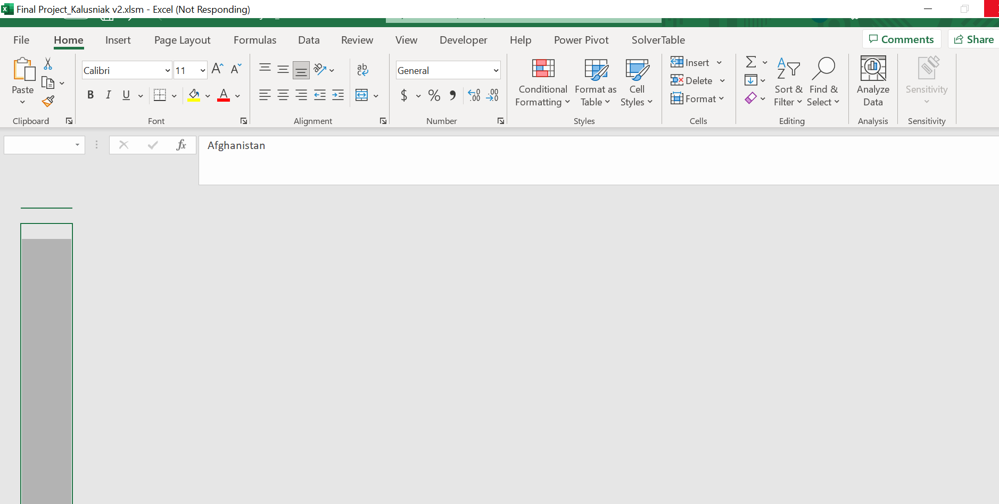 Final Project_Kalusniak v2.xlsm - Excel (Not Responding)
File Home Insert Page Layout Formulas Data Review View Developer Help Power Pivot SolverTable Comments Share
Paste
Clipboard
Calibri 11
B I U A
Font
ab
Alignment
General
$ % , .00 .00
Number
Conditional Formatting
Format as Table
Cell Styles
Styles
Insert
Delete
Format
Cells
Sort & Filter
Find & Select
Editing
Analyze Data
Analysis
Sensitivity
Sensitivity
fx Afghanistan